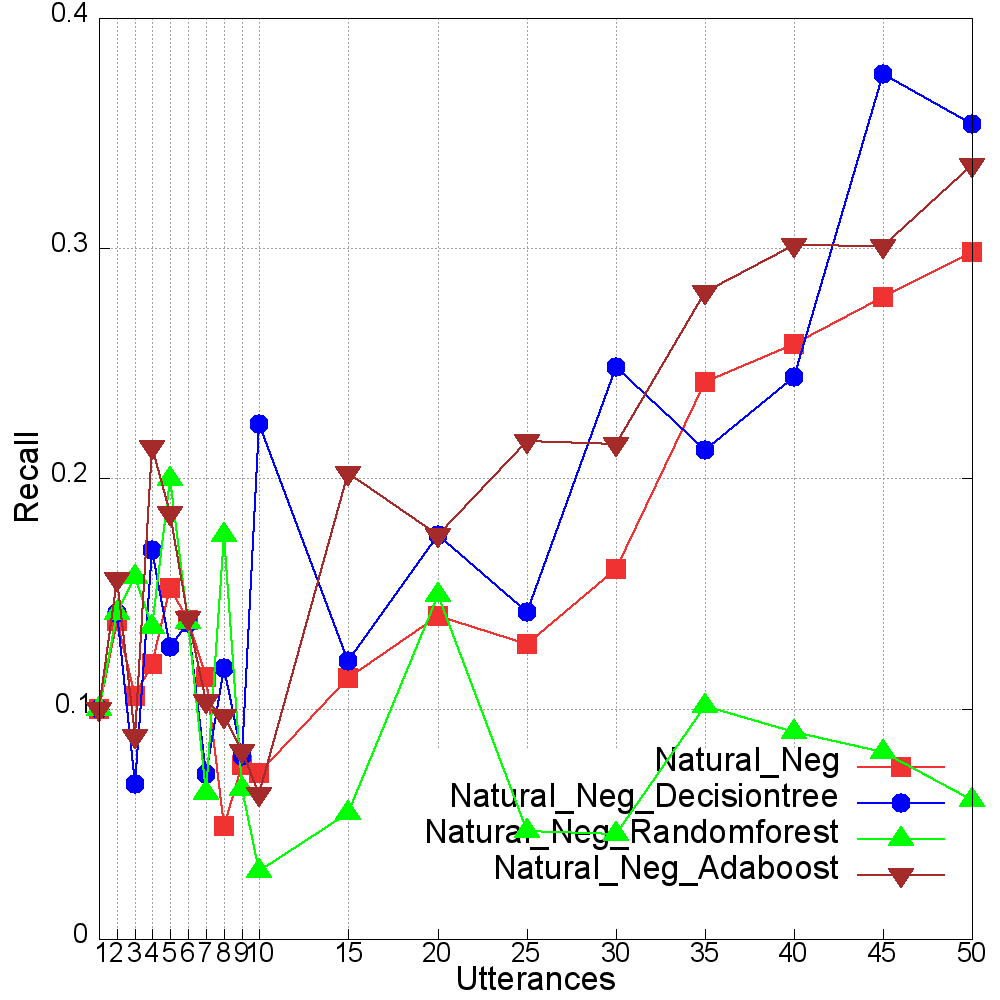 0.4
0.3
0.2
0.1
0
Recall
Natural_Neg
Natural_Neg_Decisiontree
Natural_Neg_Randomforest
Natural_Neg_Adaboost
1 2 3 4 5 6 7 8 9 10 15 20 25 30 35 40 45 50
Utterances